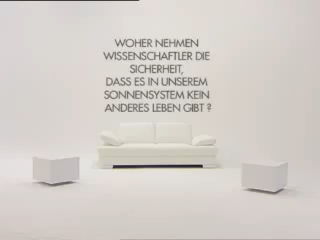 WOHER NEHMEN
WISSENSCHAFTLER DIE
SICHERHEIT,
DASS ES IN UNSEREM
SONNENSYSTEM KEIN
ANDERES LEBEN GIBT ?